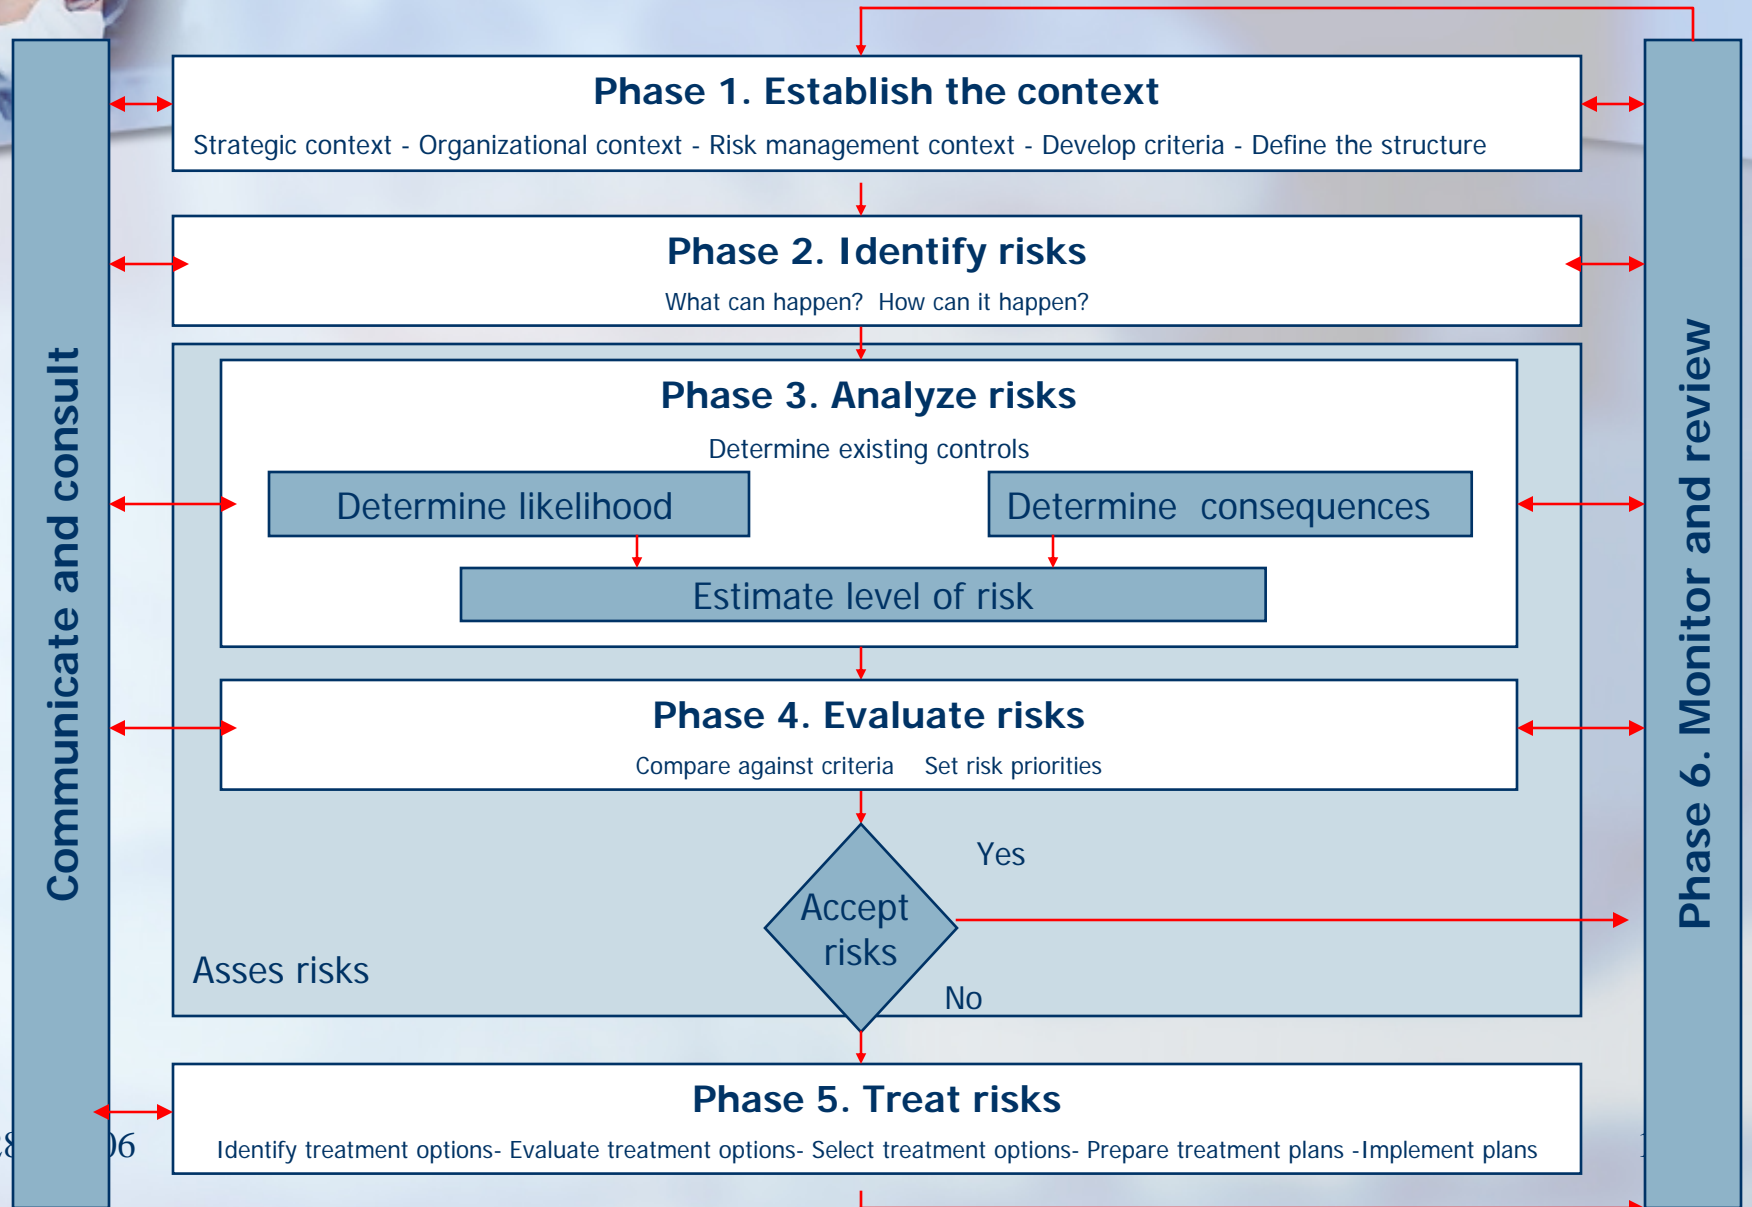 Phase 1. Establish the context
Strategic context - Organizational context - Risk management context - Develop criteria - Define the structure
Phase 2. Identify risks
What can happen?  How can it happen?
Communicate and consult
Phase 3. Analyze risks
Determine existing controls
Determine likelihood
Determine  consequences
Estimate level of risk
Phase 4. Evaluate risks
Compare against criteria    Set risk priorities
Yes
Accept
risks
Asses risks
No
Phase 6. Monitor and review
Phase 5. Treat risks
Identify treatment options- Evaluate treatment options- Select treatment options- Prepare treatment plans -Implement plans